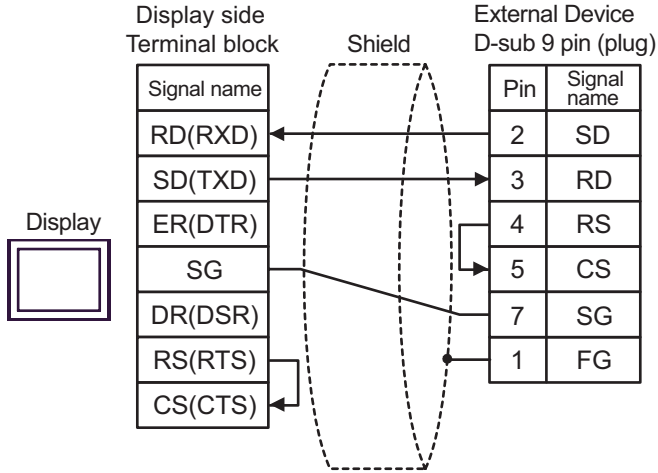 Display side
Terminal block
Shield
External Device
D-sub 9 pin (plug)
Signal name
Pin
Signal
name
RD(RXD)
2
SD
SD(TXD)
3
RD
Display
ER(DTR)
4
RS
SG
5
CS
DR(DSR)
7
SG
RS(RTS)
1
FG
CS(CTS)